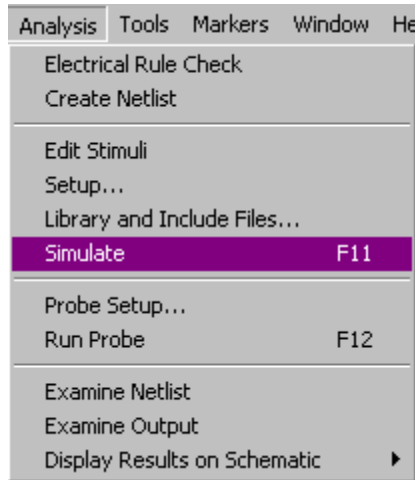 Analysis Tools Markers Window He
Electrical Rule Check
Create Netlist
Edit Stimuli
Setup...
Library and Include Files...
Simulate F11
Probe Setup...
Run Probe F12
Examine Netlist
Examine Output
Display Results on Schematic